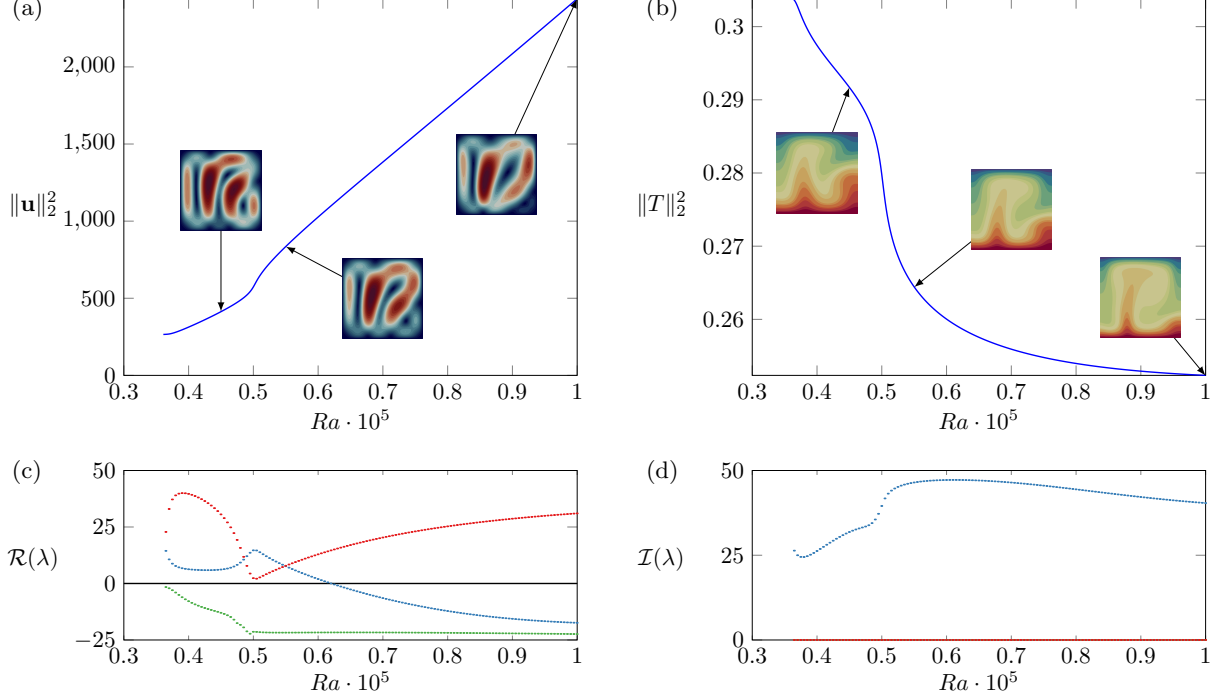 (a)
2,000
1,500
‖u‖₂²
1,000
500
0
0.3 0.4 0.5 0.6 0.7 0.8 0.9 1
Ra · 10⁵
(b)
0.3
0.29
0.28
‖T‖₂²
0.27
0.26
0.3 0.4 0.5 0.6 0.7 0.8 0.9 1
Ra · 10⁵
(c)
50
25
ℛ(λ)
0
−25
0.3 0.4 0.5 0.6 0.7 0.8 0.9 1
Ra · 10⁵
(d)
50
25
ℐ(λ)
0
0.3 0.4 0.5 0.6 0.7 0.8 0.9 1
Ra · 10⁵